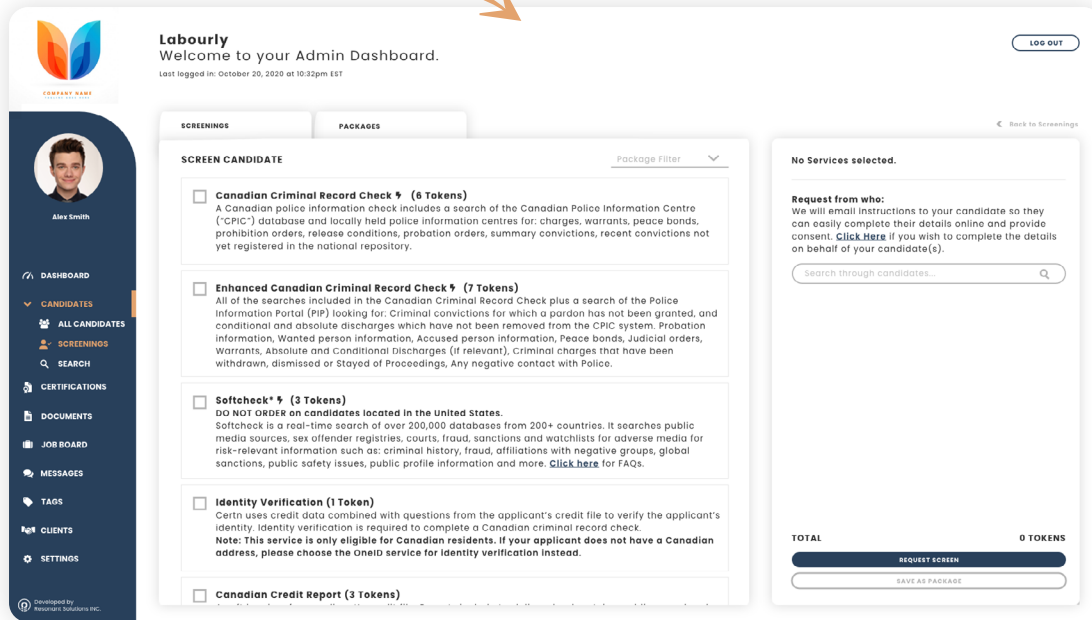 COMPANY NAME
Labourly
Welcome to your Admin Dashboard.
Last logged in: October 20, 2020 at 10:32pm EST
LOG OUT
Alex Smith
DASHBOARD
CANDIDATES
ALL CANDIDATES
SCREENINGS
SEARCH
CERTIFICATIONS
DOCUMENTS
JOB BOARD
MESSAGES
TAGS
CLIENTS
SETTINGS
Developed by
Resonant Solutions INC.
SCREENINGS
PACKAGES
Back to Screenings
SCREEN CANDIDATE
Package Filter
Canadian Criminal Record Check (6 Tokens)
A Canadian police information check includes a search of the Canadian Police Information Centre
("CPIC") database and locally held police information centres for: charges, warrants, peace bonds,
prohibition orders, release conditions, probation orders, summary convictions, recent convictions not
yet registered in the national repository.
Enhanced Canadian Criminal Record Check (7 Tokens)
All of the searches included in the Canadian Criminal Record Check plus a search of the Police
Information Portal (PIP) looking for: Criminal convictions for which a pardon has not been granted, and
conditional and absolute discharges which have not been removed from the CPIC system. Probation
information, Wanted person information, Accused person information, Peace bonds, Judicial orders,
Warrants, Absolute and Conditional Discharges (If relevant), Criminal charges that have been
withdrawn, dismissed or Stayed of Proceedings, Any negative contact with Police.
Softcheck* (3 Tokens)
DO NOT ORDER on candidates located in the United States.
Softcheck is a real-time search of over 200,000 databases from 200+ countries. It searches public
media sources, sex offender registries, courts, fraud, sanctions and watchlists for adverse media for
risk-relevant information such as: criminal history, fraud, affiliations with negative groups, global
sanctions, public safety issues, public profile information and more. Click here for FAQs.
Identity Verification (1 Token)
Certn uses credit data combined with questions from the applicant's credit file to verify the applicant's
identity. Identity verification is required to complete a Canadian criminal record check.
Note: This service is only eligible for Canadian residents. If your applicant does not have a Canadian
address, please choose the OneID service for identity verification instead.
Canadian Credit Report (3 Tokens)
No Services selected.
Request from who:
We will email instructions to your candidate so they
can easily complete their details online and provide
consent. Click Here if you wish to complete the details
on behalf of your candidate(s).
Search through candidates...
TOTAL 0 TOKENS
REQUEST SCREEN
SAVE AS PACKAGE